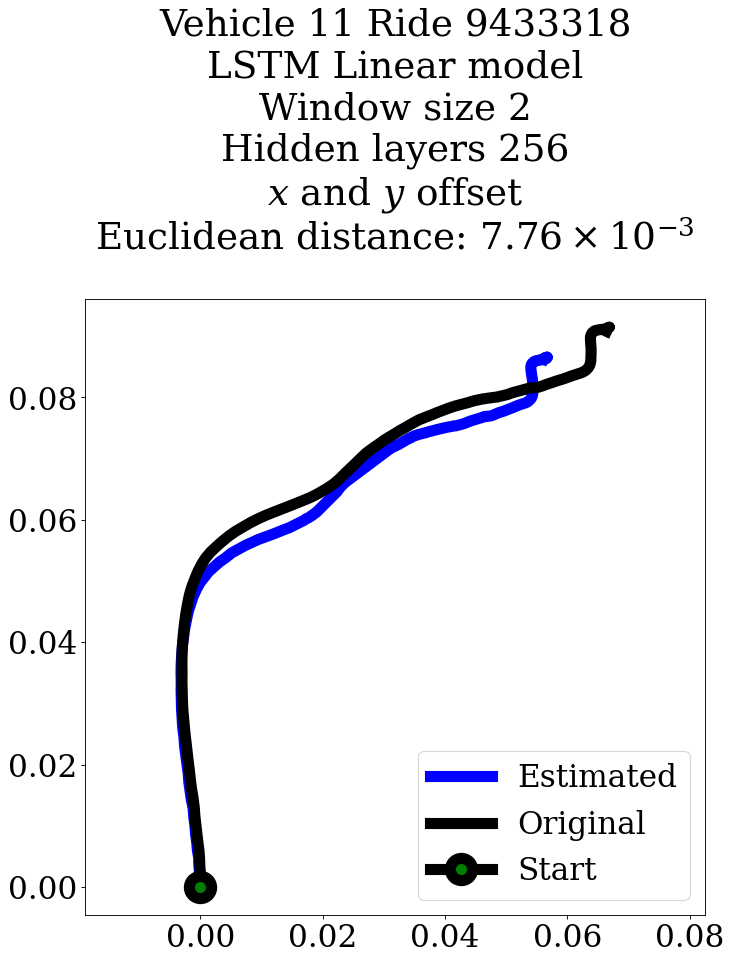 Vehicle 11 Ride 9433318
LSTM Linear model
Window size 2
Hidden layers 256
x and y offset
Euclidean distance: 7.76 × 10⁻³
0.08
0.06
0.04
0.02
0.00
Estimated
Original
Start
0.00 0.02 0.04 0.06 0.08